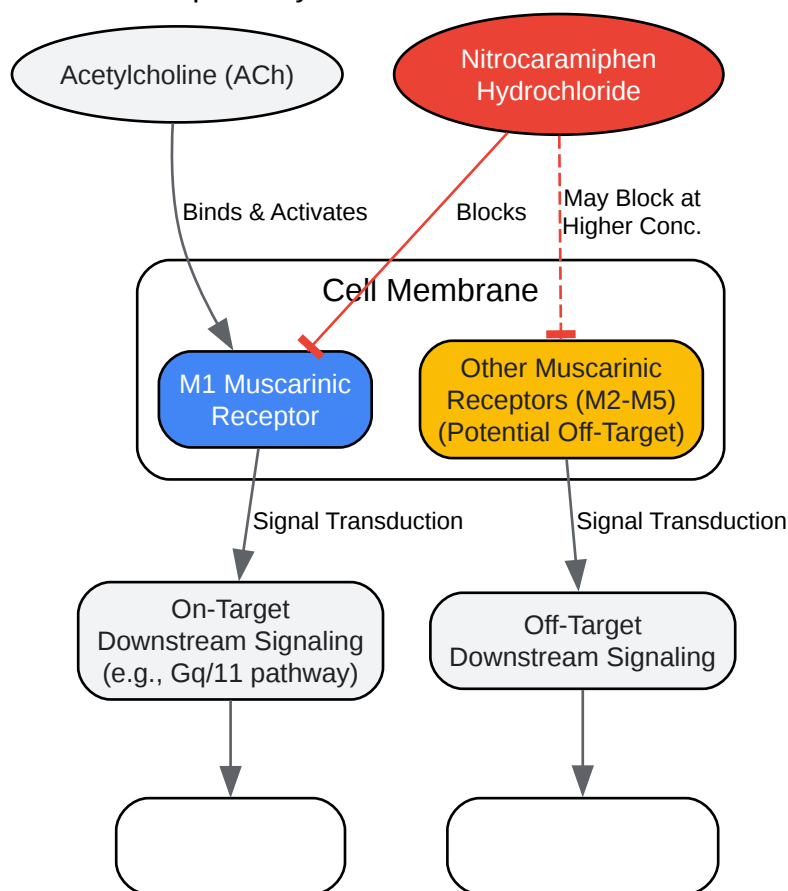 Acetylcholine (ACh)
Nitrocaramiphen
Hydrochloride
Binds & Activates
Blocks
May Block at
Higher Conc.
Cell Membrane
M1 Muscarinic
Receptor
Other Muscarinic
Receptors (M2-M5)
(Potential Off-Target)
Signal Transduction
Signal Transduction
On-Target
Downstream Signaling
(e.g., Gq/11 pathway)
Off-Target
Downstream Signaling